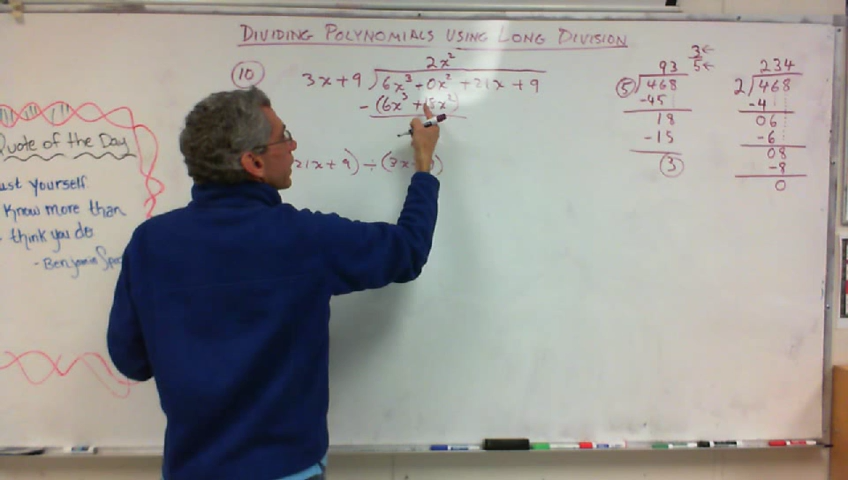 DIVIDING POLYNOMIALS USING LONG DIVISION
10
2x²
3x+9 )6x³+0x²+21x+9
-(6x³+18x²)
21x+9)÷(3x
Quote of the Day
ust yourself
Know more than
think you do
- Benjamin Spoc
93
5 )468
-45
18
-15
3
3←
5←
234
2 )468
-4
06
-6
08
-8
0